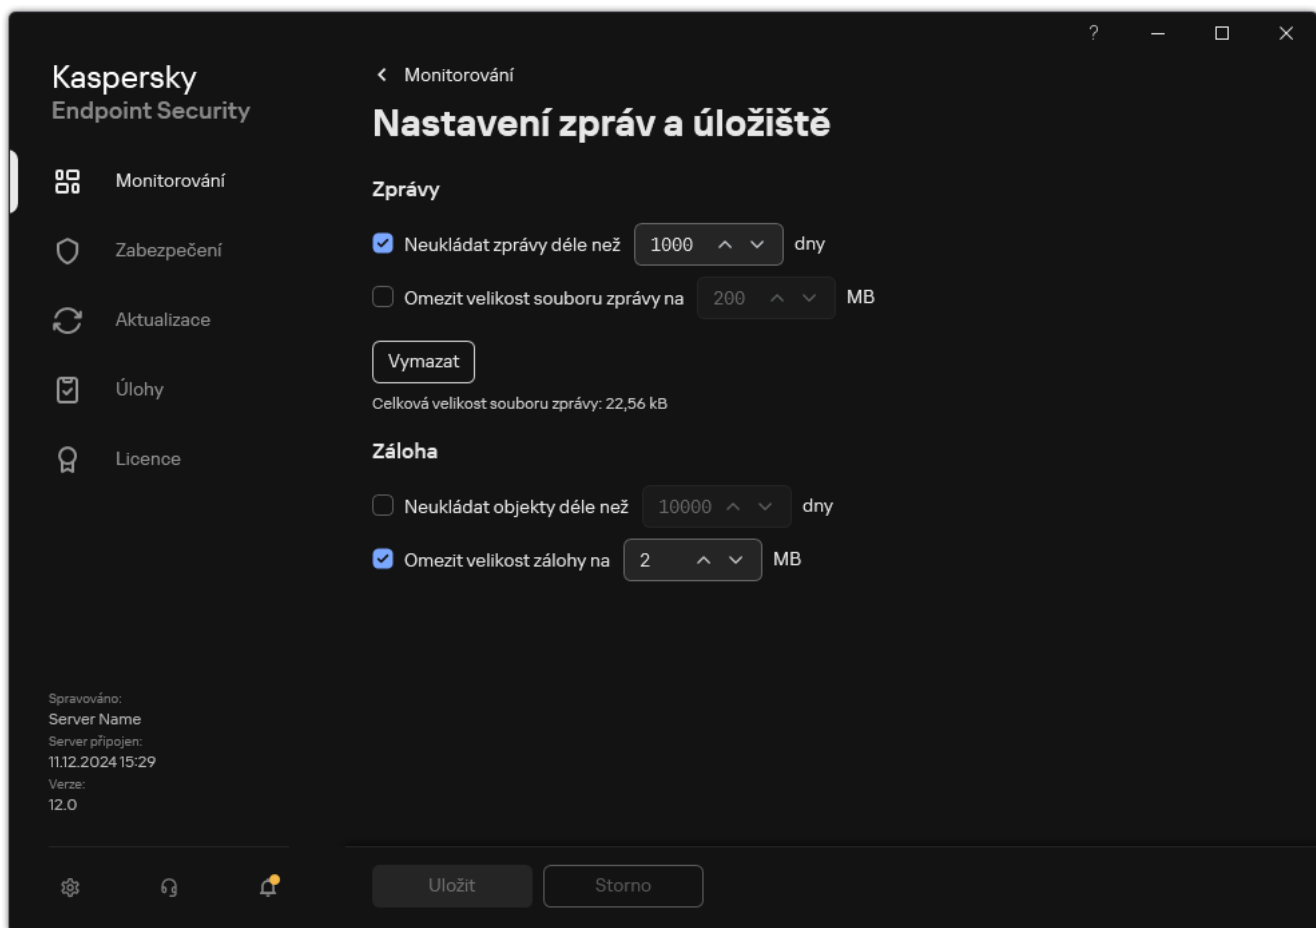 ?
Kaspersky
Endpoint Security
Monitorování
Zabezpečení
Aktualizace
Úlohy
Licence
Spravováno:
Server Name
Server připojen:
11.12.2024 15:29
Verze:
12.0
Monitorování
Nastavení zpráv a úložiště
Zprávy
Neukládat zprávy déle než 1000 dny
Omezit velikost souboru zprávy na 200 MB
Vymazat
Celková velikost souboru zprávy: 22,56 kB
Záloha
Neukládat objekty déle než 10000 dny
Omezit velikost zálohy na 2 MB
Uložit Storno